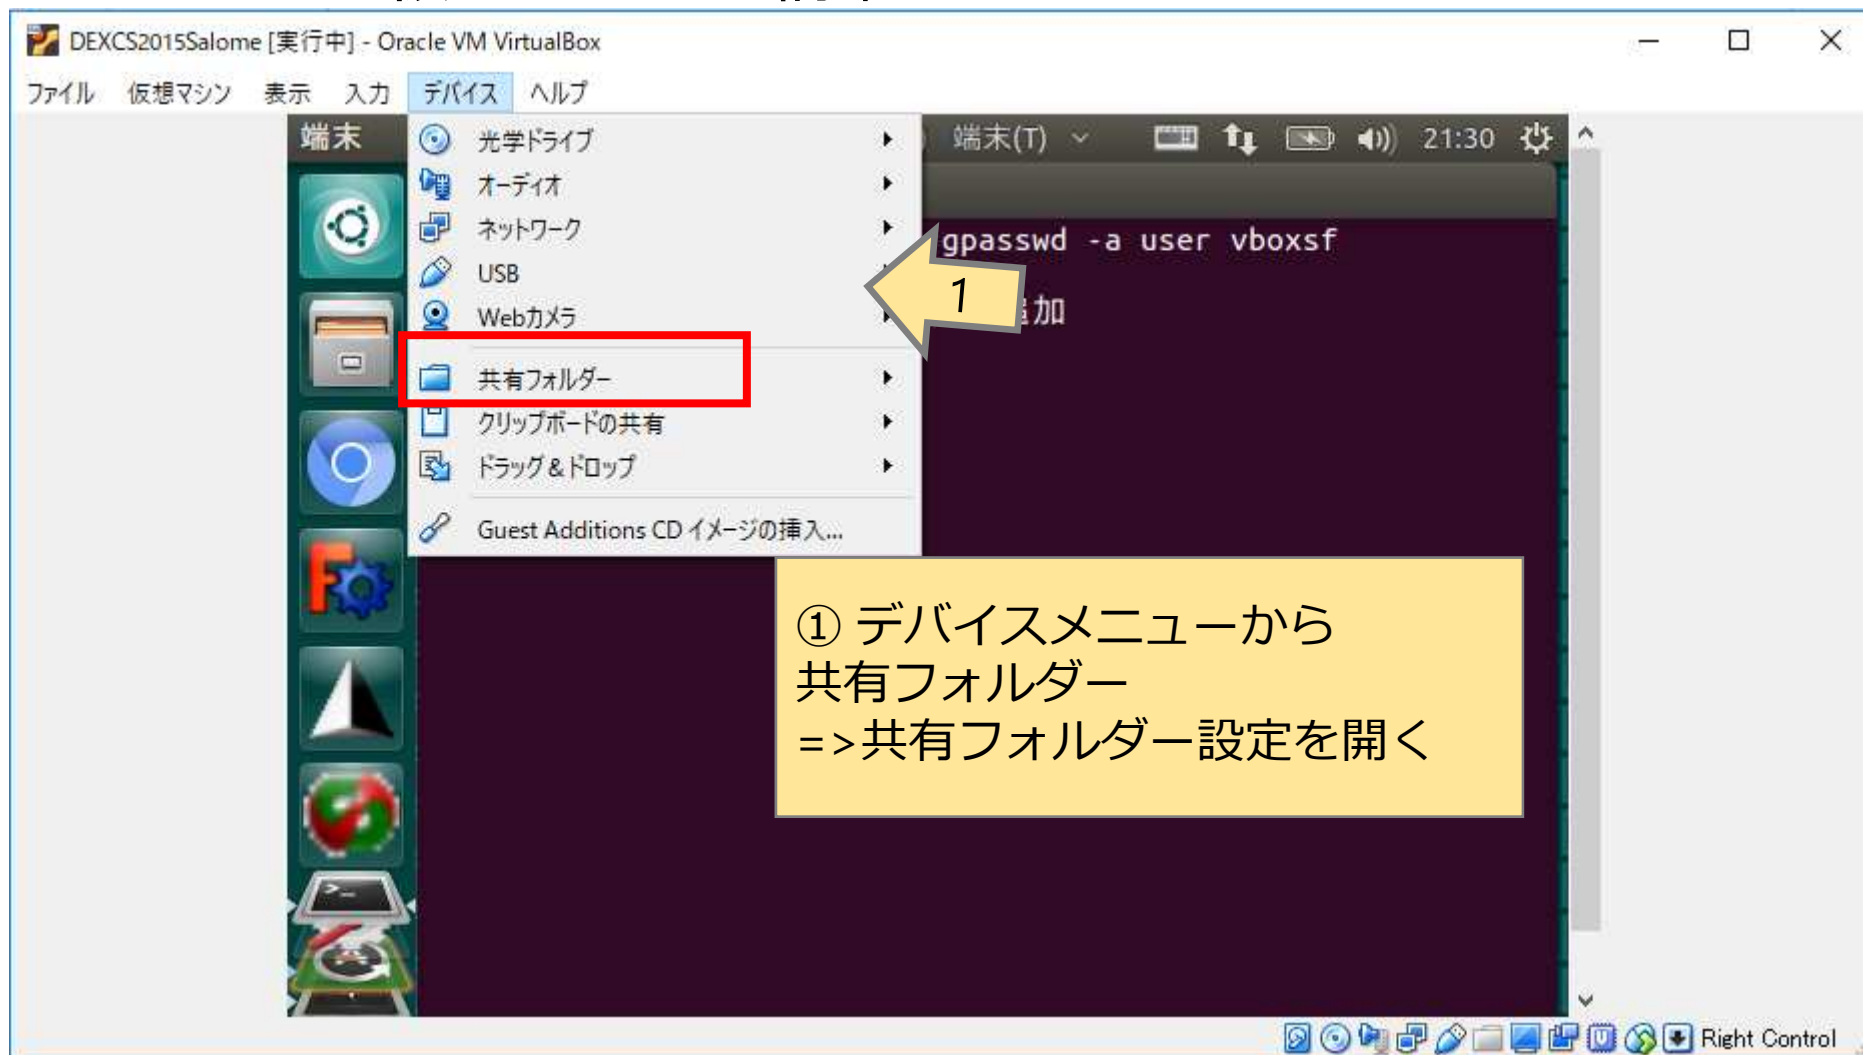 DEXCS2015Salome [実行中] - Oracle VM VirtualBox
ファイル 仮想マシン 表示 入力 デバイス ヘルプ
端末
端末(T)
21:30
光学ドライブ
オーディオ
ネットワーク
USB
Webカメラ
共有フォルダー
クリップボードの共有
ドラッグ&ドロップ
Guest Additions CD イメージの挿入...
gpasswd -a user vboxsf
追加
1
① デバイスメニューから
共有フォルダー
=>共有フォルダー設定を開く
Right Control